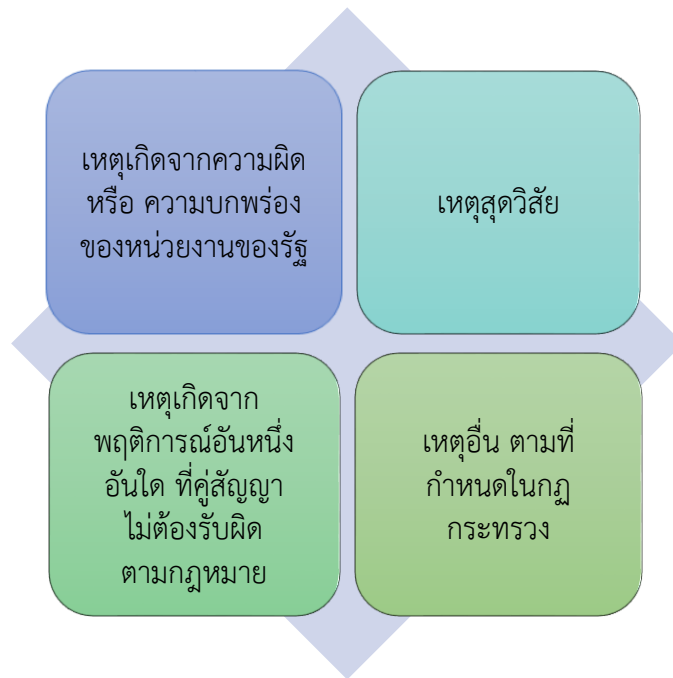 เหตุเกิดจากความผิด
หรือ ความบกพร่อง
ของหน่วยงานของรัฐ
เหตุสุดวิสัย
เหตุเกิดจาก
พฤติการณ์อันหนึ่ง
อันใด ที่คู่สัญญา
ไม่ต้องรับผิด
ตามกฎหมาย
เหตุอื่น ตามที่
กำหนดในกฏ
กระทรวง